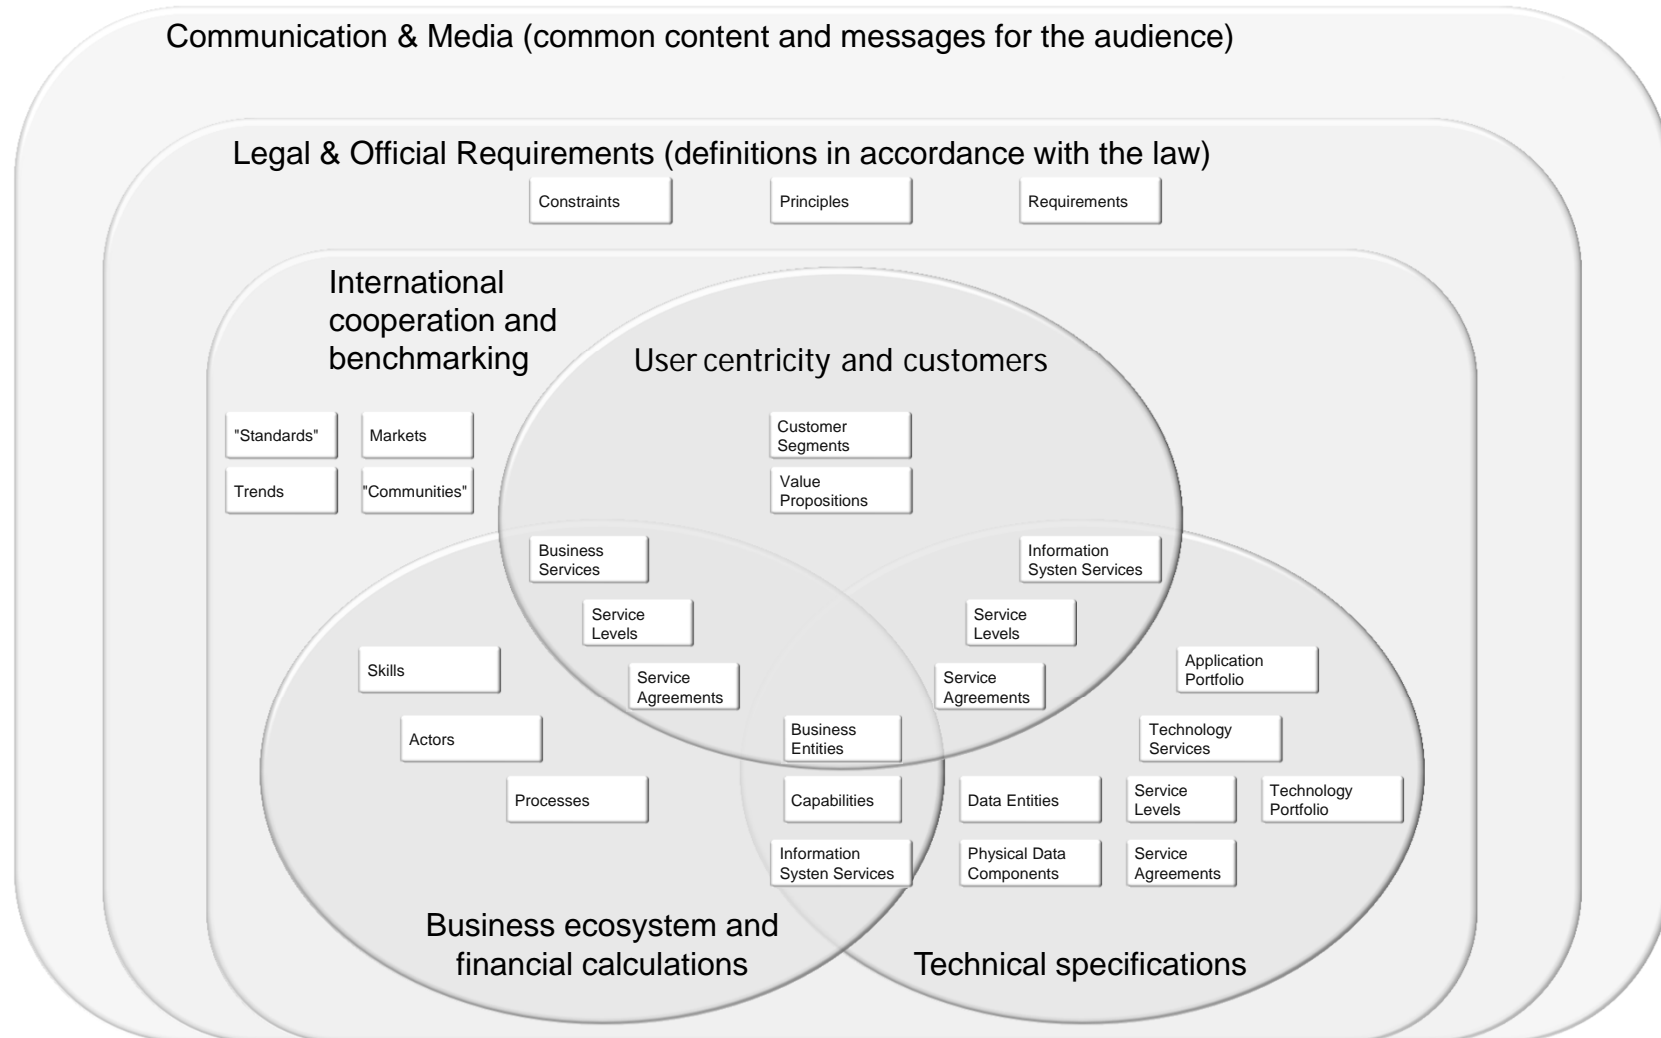 Communication & Media (common content and messages for the audience)
Legal & Official Requirements (definitions in accordance with the law)
Constraints
Principles
Requirements
International
cooperation and
benchmarking
User centricity and customers
"Standards"
Markets
Trends
"Communities"
Customer
Segments
Value
Propositions
Business
Services
Information
Systen Services
Service
Levels
Service
Levels
Service
Agreements
Service
Agreements
Skills
Actors
Processes
Application
Portfolio
Technology
Services
Business
Entities
Capabilities
Information
Systen Services
Data Entities
Service
Levels
Technology
Portfolio
Physical Data
Components
Service
Agreements
Business ecosystem and
financial calculations
Technical specifications